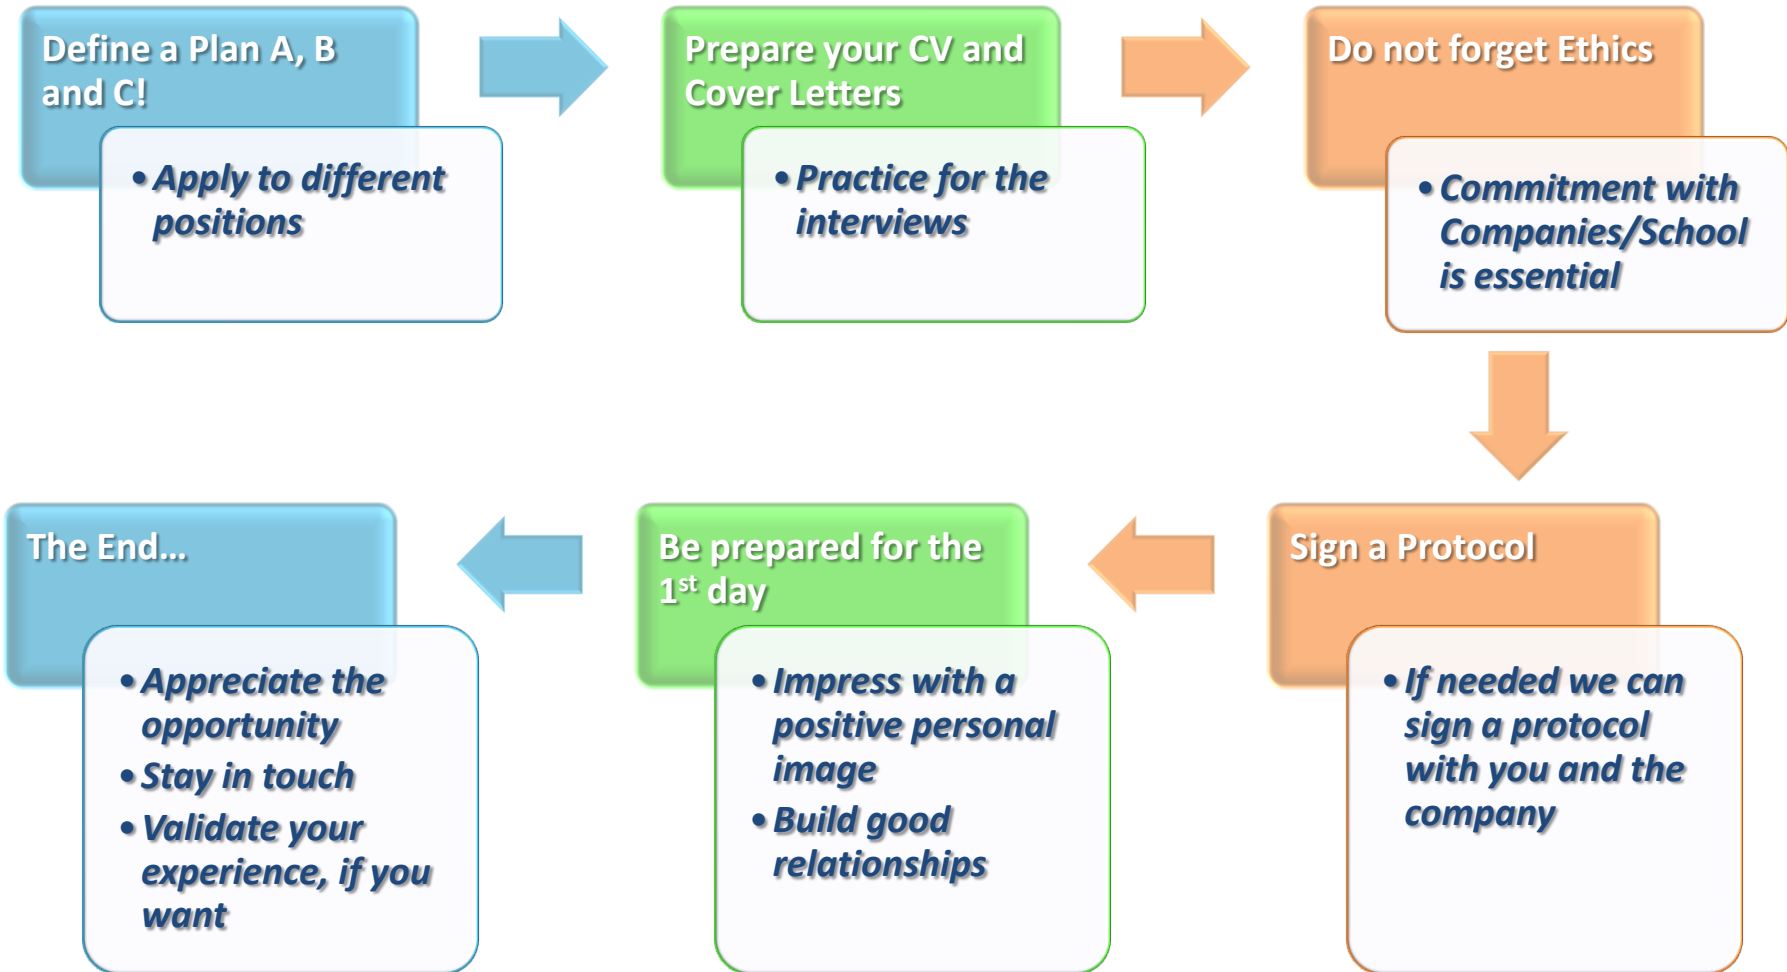 Define a Plan A, B
and C!
• Apply to different
positions
Prepare your CV and
Cover Letters
• Practice for the
interviews
Do not forget Ethics
• Commitment with
Companies/School
is essential
Sign a Protocol
• If needed we can
sign a protocol
with you and the
company
Be prepared for the
1st day
• Impress with a
positive personal
image
• Build good
relationships
The End...
• Appreciate the
opportunity
• Stay in touch
• Validate your
experience, if you
want